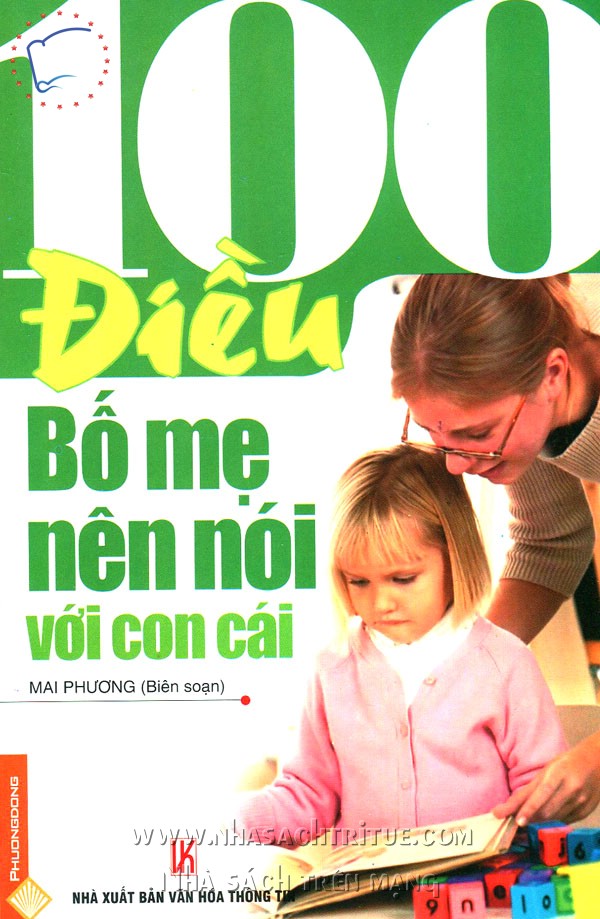 100
Điều
Bố mẹ
nên nói
với con cái
MAI PHƯƠNG (Biên soạn)
PHUONGDONG
WWW.NHASACHTRITUE.COM
NHÀ SÁCH TRÊN MẠNG
NHÀ XUẤT BẢN VĂN HÓA THÔNG TIN